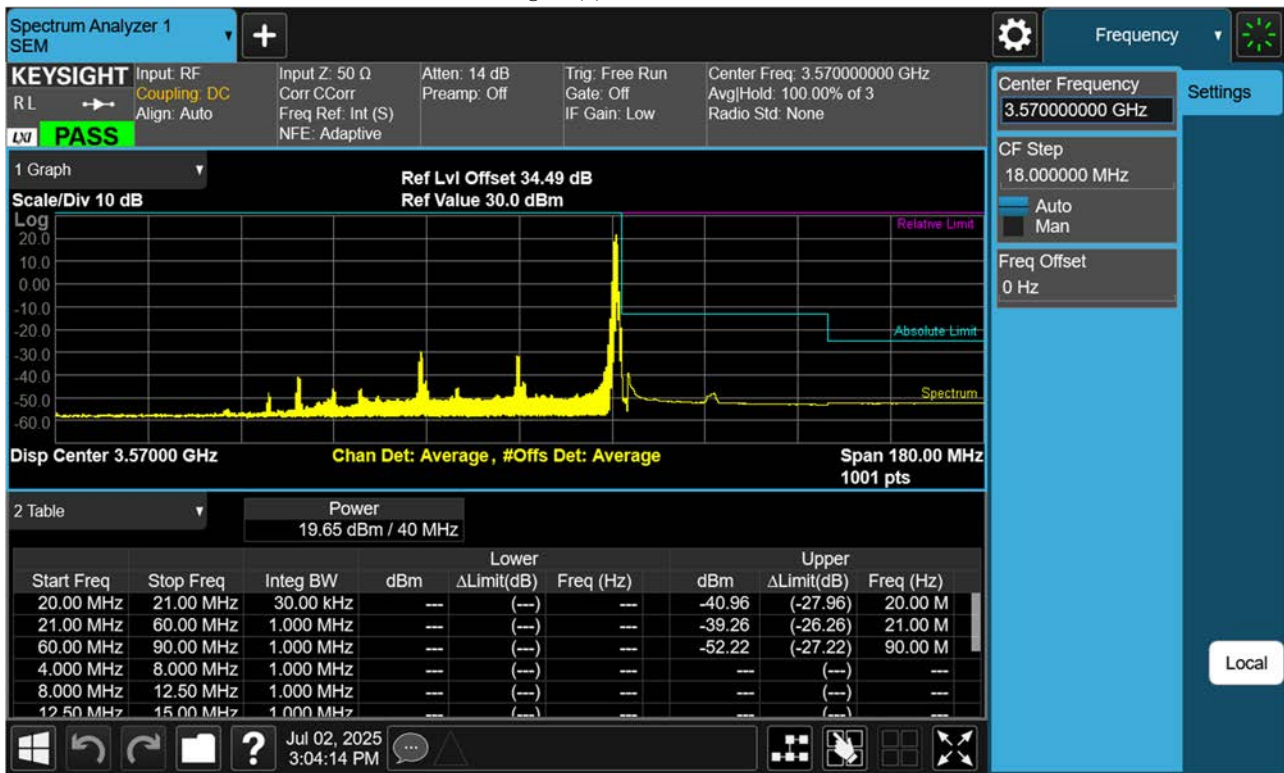 Spectrum Analyzer 1
SEM
Frequency
KEYSIGHT
RL
LXI PASS
Input: RF
Coupling: DC
Align: Auto
Input Z: 50 Ω
Corr CCorr
Freq Ref: Int (S)
NFE: Adaptive
Atten: 14 dB
Preamp: Off
Trig: Free Run
Gate: Off
IF Gain: Low
Center Freq: 3.570000000 GHz
Avg|Hold: 100.00% of 3
Radio Std: None
Center Frequency
3.570000000 GHz
Settings
CF Step
18.000000 MHz
Auto
Man
Freq Offset
0 Hz
Local
1 Graph
Scale/Div 10 dB
Ref Lvl Offset 34.49 dB
Ref Value 30.0 dBm
Log
20.0
10.0
0.00
-10.0
-20.0
-30.0
-40.0
-50.0
-60.0
Relative Limit
Absolute Limit
Spectrum
Disp Center 3.57000 GHz
Chan Det: Average, #Offs Det: Average
Span 180.00 MHz
1001 pts
2 Table
Power
19.65 dBm / 40 MHz
Lower Upper
Start Freq Stop Freq Integ BW dBm ΔLimit(dB) Freq (Hz) dBm ΔLimit(dB) Freq (Hz)
20.00 MHz 21.00 MHz 30.00 kHz --- (---) --- -40.96 (-27.96) 20.00 M
21.00 MHz 60.00 MHz 1.000 MHz --- (---) --- -39.26 (-26.26) 21.00 M
60.00 MHz 90.00 MHz 1.000 MHz --- (---) --- -52.22 (-27.22) 90.00 M
4.000 MHz 8.000 MHz 1.000 MHz --- (---) --- --- (---) ---
8.000 MHz 12.50 MHz 1.000 MHz --- (---) --- --- (---) ---
12.50 MHz 15.00 MHz 1.000 MHz --- (---) --- --- (---) ---
Jul 02, 2025
3:04:14 PM